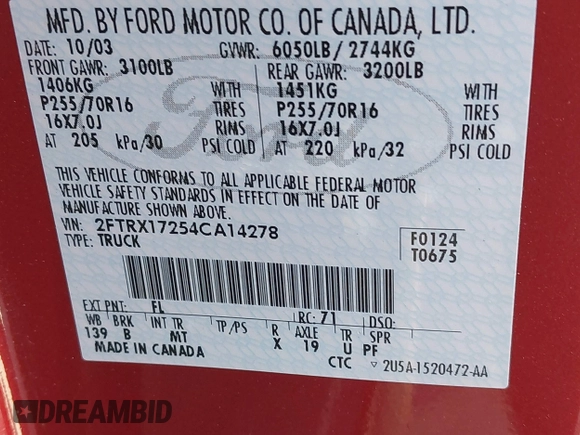 MFD. BY FORD MOTOR CO. OF CANADA, LTD.
DATE: 10/03 GVWR: 6050LB / 2744KG
FRONT GAWR: 3100LB REAR GAWR: 3200LB
1406KG WITH 1451KG WITH
P255/70R16 TIRES P255/70R16 TIRES
16X7.0J RIMS 16X7.0J RIMS
AT 205 kPa/30 PSI COLD AT 220 kPa/32 PSI COLD
THIS VEHICLE CONFORMS TO ALL APPLICABLE FEDERAL MOTOR
VEHICLE SAFETY STANDARDS IN EFFECT ON THE DATE OF
MANUFACTURE SHOWN ABOVE.
VIN: 2FTRX17254CA14278
TYPE: TRUCK
F0124
T0675
EXT PNT: FL RC: 71 DSO:
WB BRK INT TR TP/PS R AXLE TR SPR
139 B MT X 19 U PF
MADE IN CANADA CTC 2U5A-1520472-AA
Ford
DREAMBID